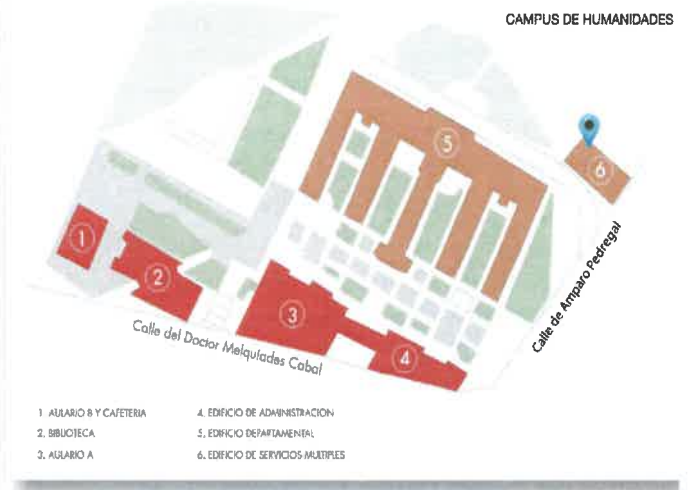 CAMPUS DE HUMANIDADES
5
6
1
2
3
4
Calle de Amparo Pedregal
Calle del Doctor Melquiades Cabal
1 AULARIO B Y CAFETERIA
2. BIBLIOTECA
3. AULARIO A
4. EDIFICIO DE ADMINISTRACION
5. EDIFICIO DEPARTAMENTAL
6. EDIFICIO DE SERVICIOS MULTIPLES